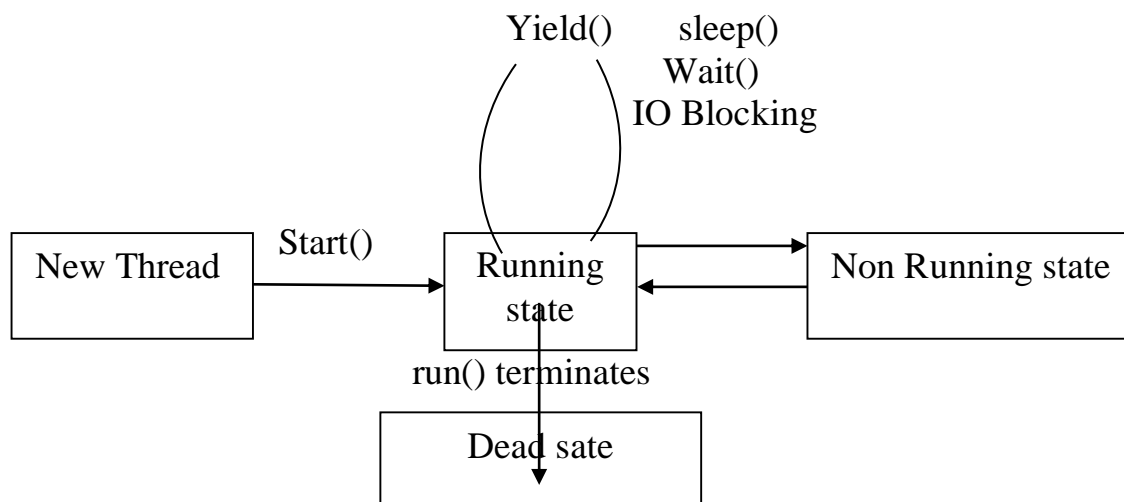 Yield() sleep()
Wait()
IO Blocking
Start()
New Thread
Running
state
Non Running state
run() terminates
Dead sate